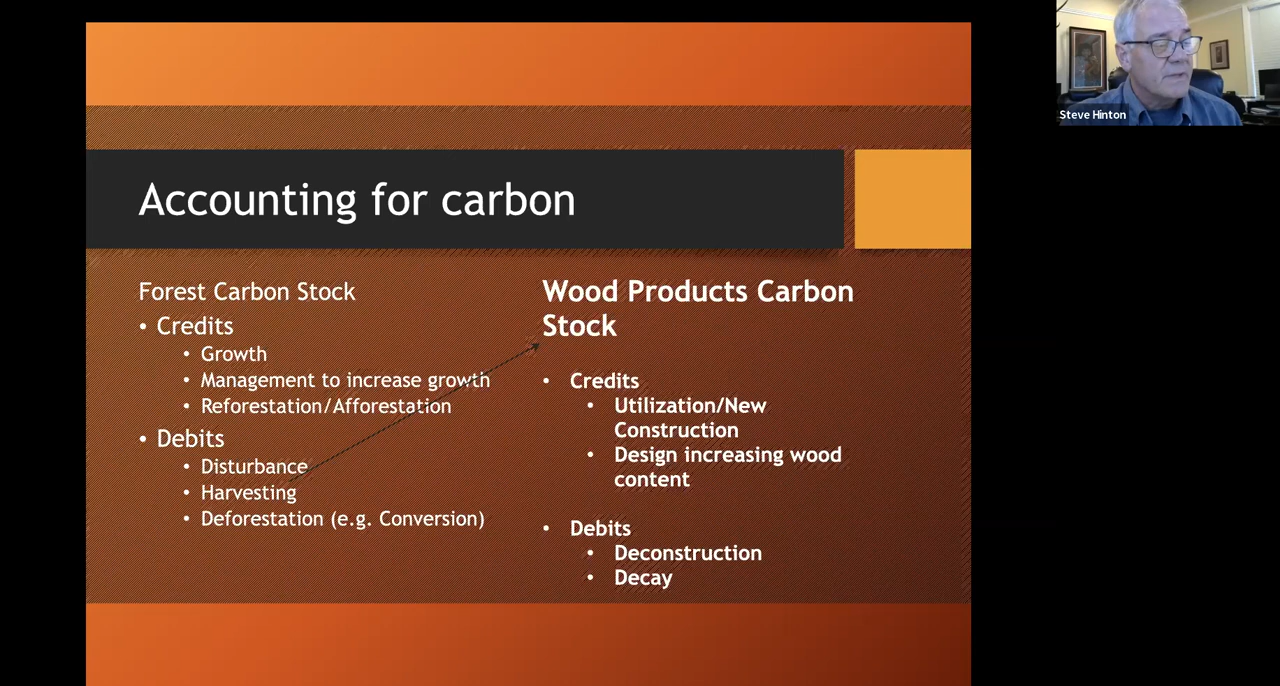 Accounting for carbon
Forest Carbon Stock
• Credits
• Growth
• Management to increase growth
• Reforestation/Afforestation
• Debits
• Disturbance
• Harvesting
• Deforestation (e.g. Conversion)
Wood Products Carbon
Stock
• Credits
• Utilization/New
Construction
• Design increasing wood
content
• Debits
• Deconstruction
• Decay
Steve Hinton